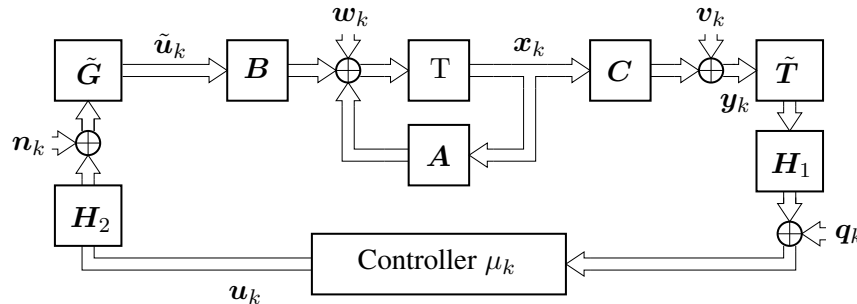 w_k
v_k
G̃
ũ_k
B
T
x_k
C
T̃
y_k
n_k
A
H_1
H_2
q_k
Controller μ_k
u_k